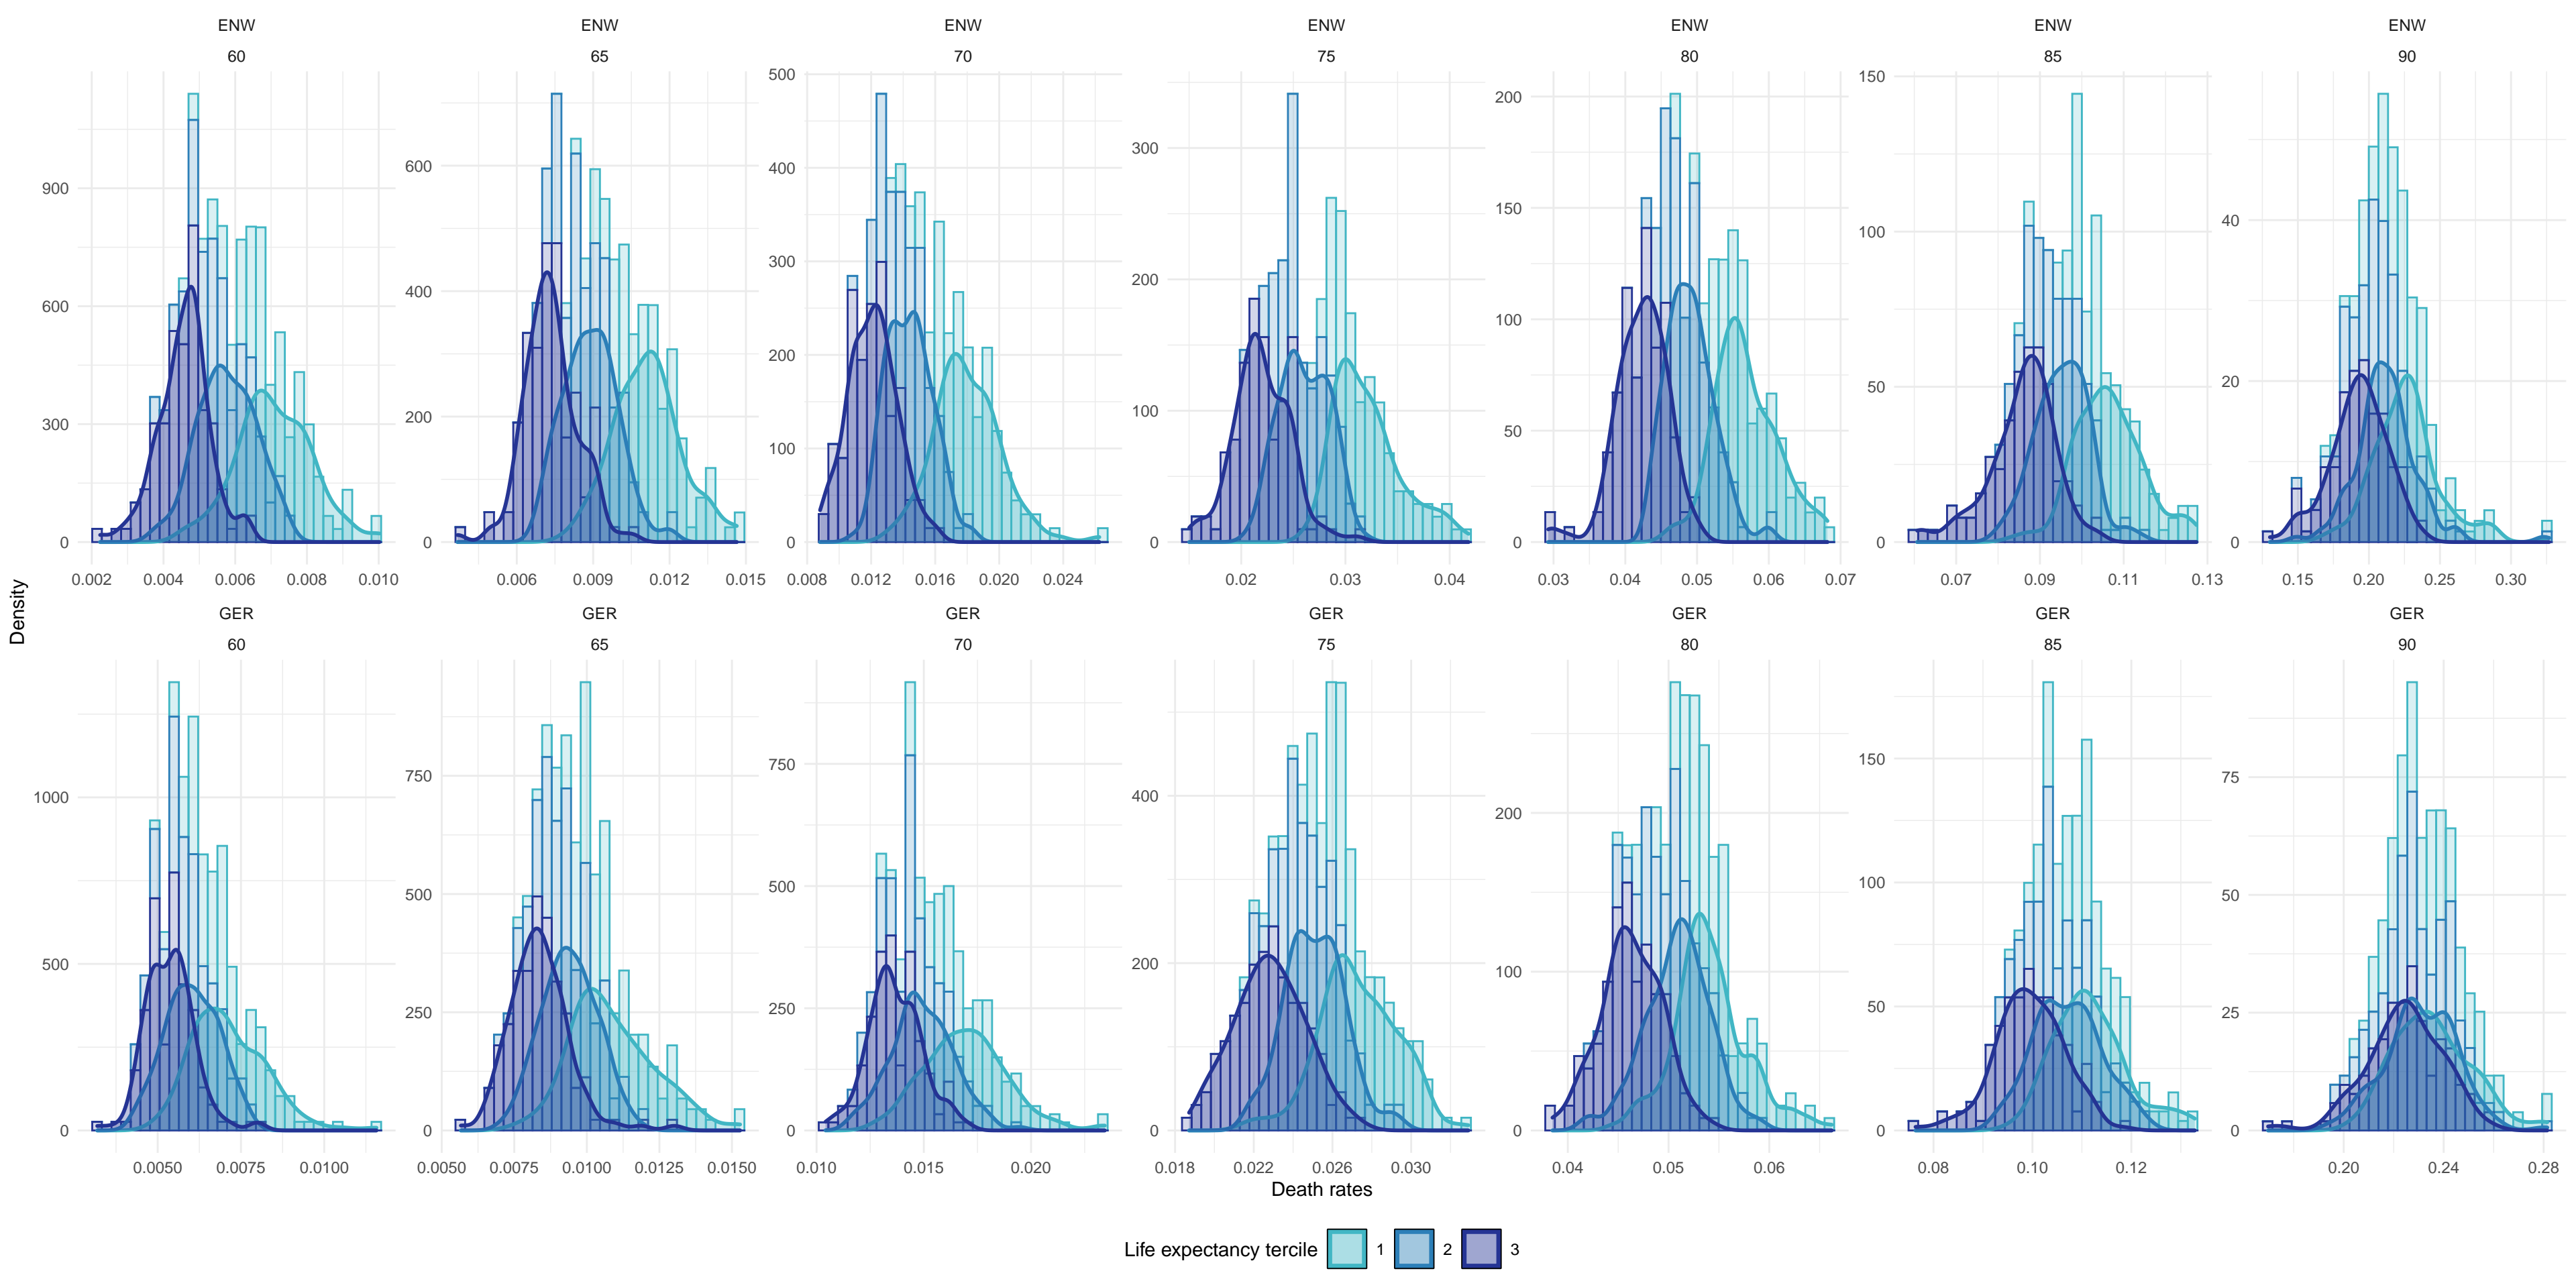 ENW ENW ENW ENW ENW ENW ENW
60 65 70 75 80 85 90
900 600 300 0
600 400 200 0
500 400 300 200 100 0
300 200 100 0
200 150 100 50 0
150 100 50 0
40 20 0
0.002 0.004 0.006 0.008 0.010
0.006 0.009 0.012 0.015
0.008 0.012 0.016 0.020 0.024
0.02 0.03 0.04
0.03 0.04 0.05 0.06 0.07
0.07 0.09 0.11 0.13
0.15 0.20 0.25 0.30
Density
GER GER GER GER GER GER GER
60 65 70 75 80 85 90
1000 500 0
750 500 250 0
750 500 250 0
400 200 0
200 100 0
150 100 50 0
75 50 25 0
0.0050 0.0075 0.0100
0.0050 0.0075 0.0100 0.0125 0.0150
0.010 0.015 0.020
0.018 0.022 0.026 0.030
0.04 0.05 0.06
0.08 0.10 0.12
0.20 0.24 0.28
Death rates
Life expectancy tercile 1 2 3